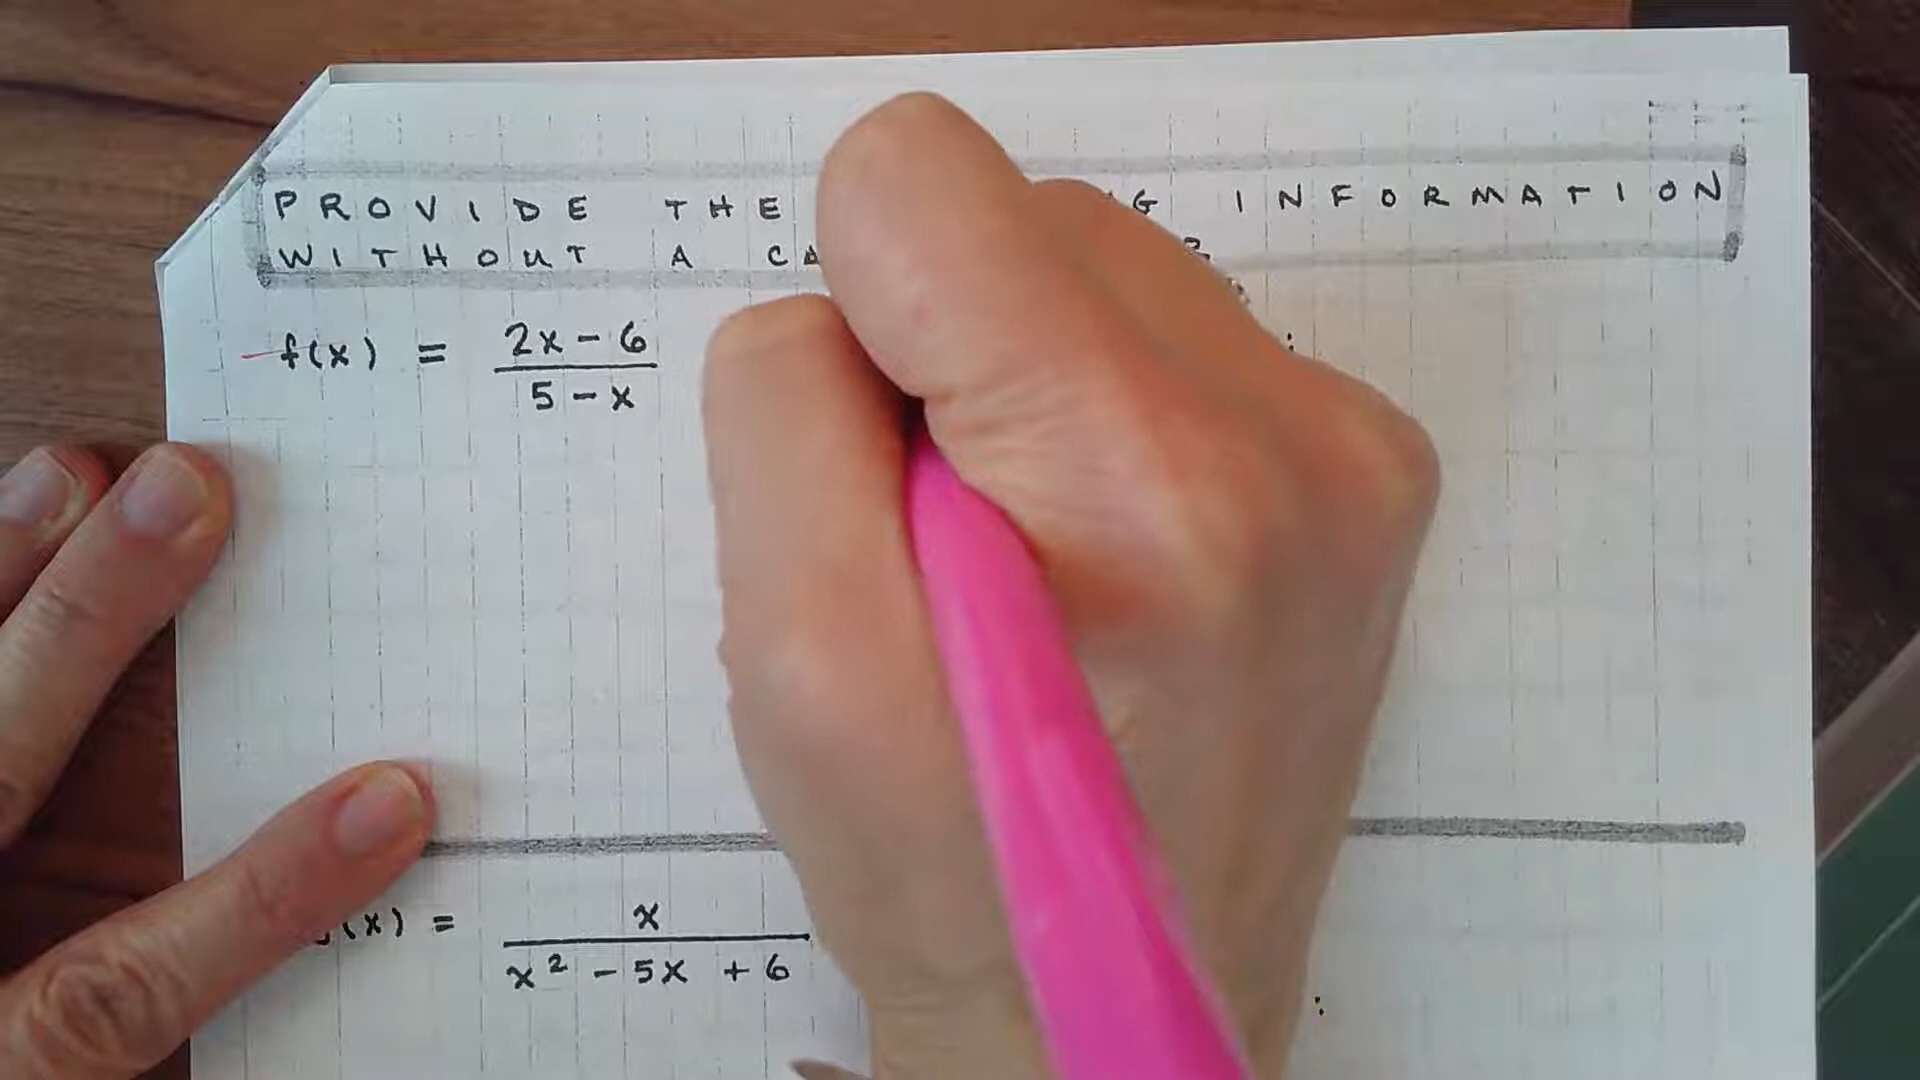 PROVIDE THE INFORMATION
WITHOUT A
f(x) = 2x - 6
5 - x
(x) = x
x² - 5x + 6